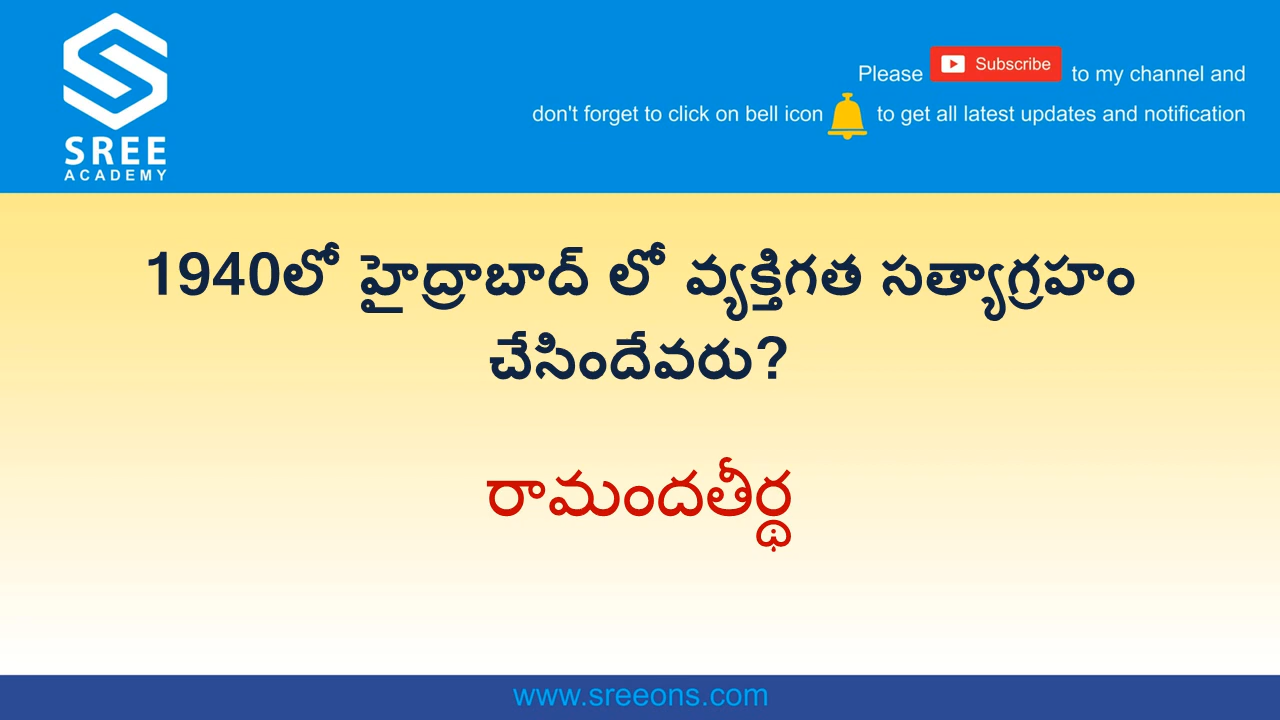 SREE
ACADEMY
Please Subscribe to my channel and
don't forget to click on bell icon to get all latest updates and notification
1940లో హైద్రాబాద్ లో వ్యక్తిగత సత్యాగ్రహం
చేసిందేవరు?
రామందతీర్థ
www.sreeons.com